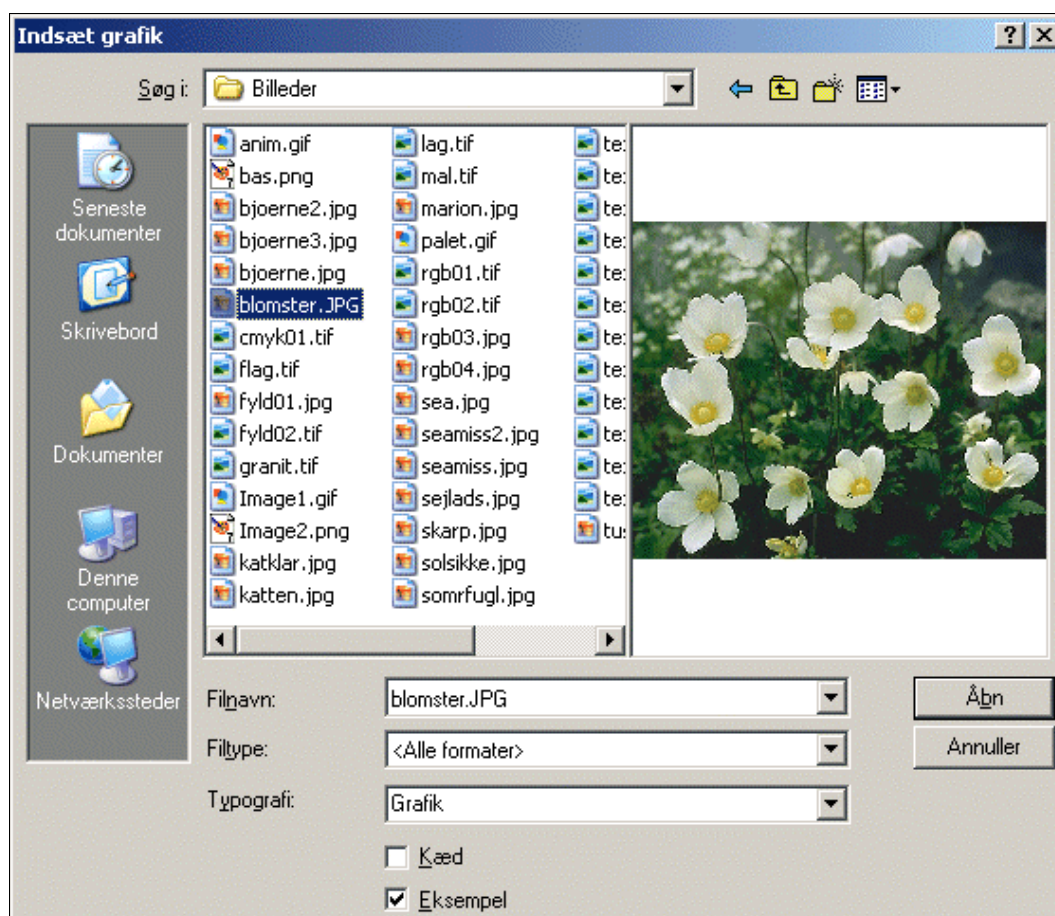 Indsæt grafik
Søg i:
Billeder
Seneste
dokumenter
Skrivebord
Dokumenter
Denne
computer
Netværkssteder
anim.gif
bas.png
bjoerne2.jpg
bjoerne3.jpg
bjoerne.jpg
blomster.JPG
cmyk01.tif
flag.tif
fyld01.jpg
fyld02.tif
granit.tif
Image1.gif
Image2.png
katklar.jpg
katten.jpg
lag.tif
mal.tif
marion.jpg
palet.gif
rgb01.tif
rgb02.tif
rgb03.jpg
rgb04.jpg
sea.jpg
seamiss2.jpg
seamiss.jpg
sejlads.jpg
skarp.jpg
solsikke.jpg
somrfugl.jpg
Filnavn:
blomster.JPG
Åbn
Filtype:
<Alle formater>
Annuller
Typografi:
Grafik
Kæd
Eksempel